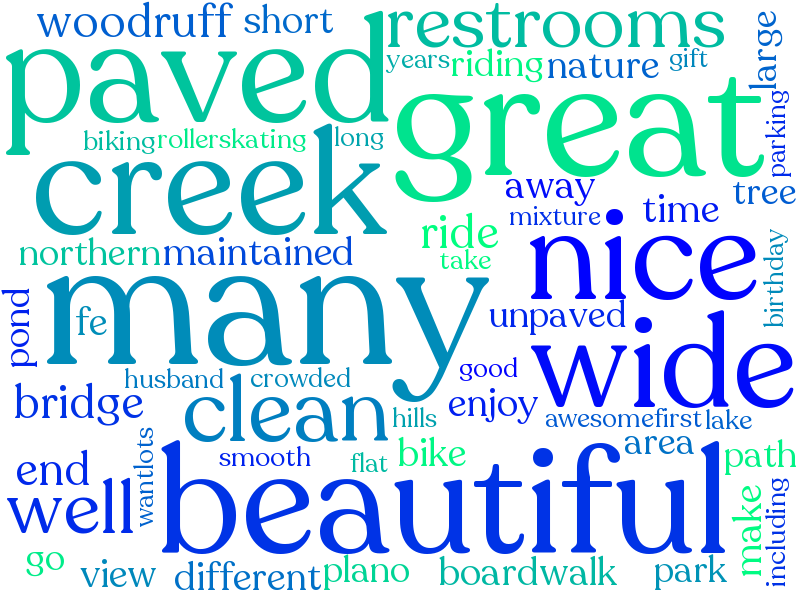 woodruff short restrooms
paved years riding nature gift large
biking rollerskating long great parking
creek away tree
mixture time
northern maintained ride nice
take birthday
many fe pond unpaved
wide
husband crowded good
bridge clean hills enjoy awesome first lake
wantlots smooth flat bike area path
end
well beautiful make including
go view different plano boardwalk park